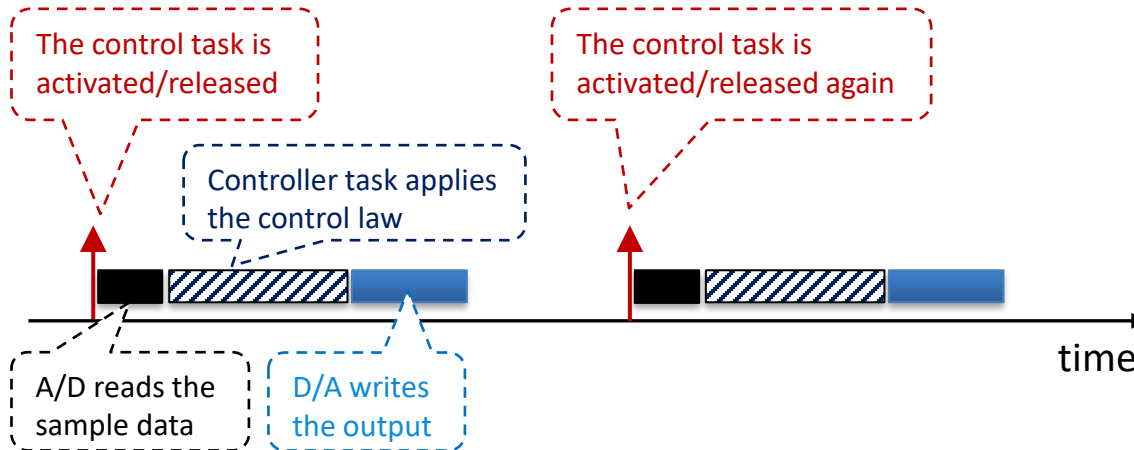 The control task is
activated/released
The control task is
activated/released again
Controller task applies
the control law
A/D reads the
sample data
D/A writes
the output
time